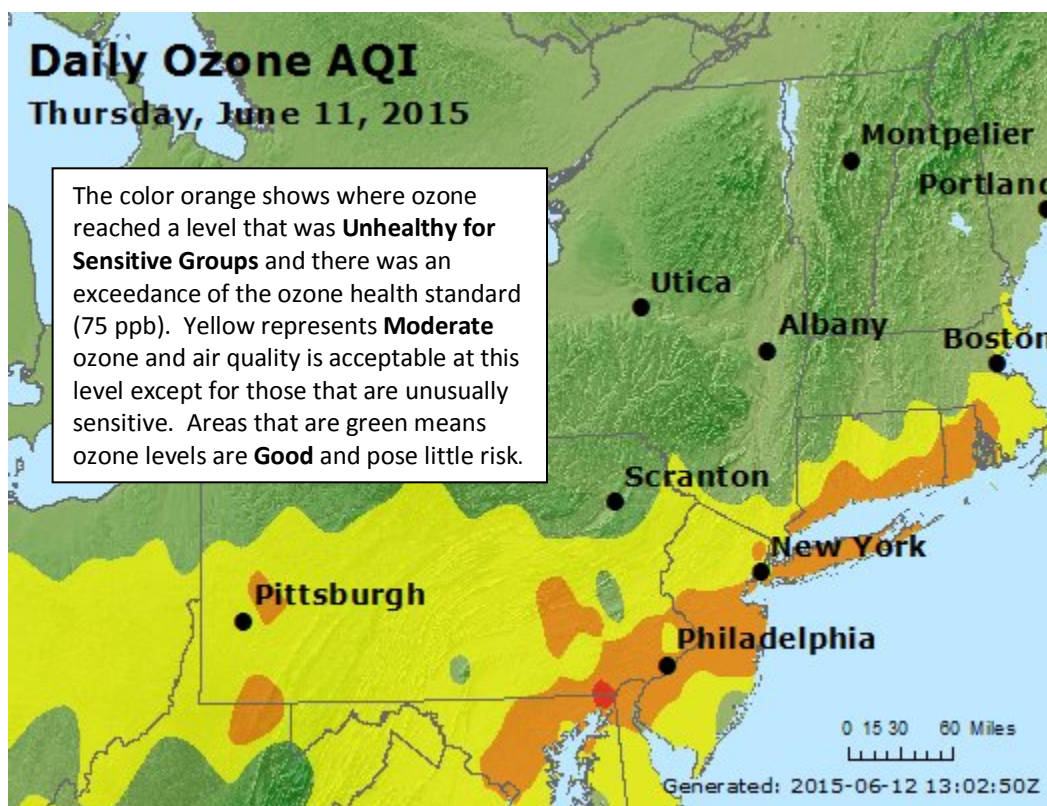 Daily Ozone AQI
Thursday, June 11, 2015
Montpelier
Portland
The color orange shows where ozone
reached a level that was Unhealthy for
Sensitive Groups and there was an
exceedance of the ozone health standard
(75 ppb).  Yellow represents Moderate
ozone and air quality is acceptable at this
level except for those that are unusually
sensitive.  Areas that are green means
ozone levels are Good and pose little risk.
Utica
Albany
Boston
Scranton
New York
Pittsburgh
Philadelphia
0 15 30 60 Miles
Generated: 2015-06-12 13:02:50Z